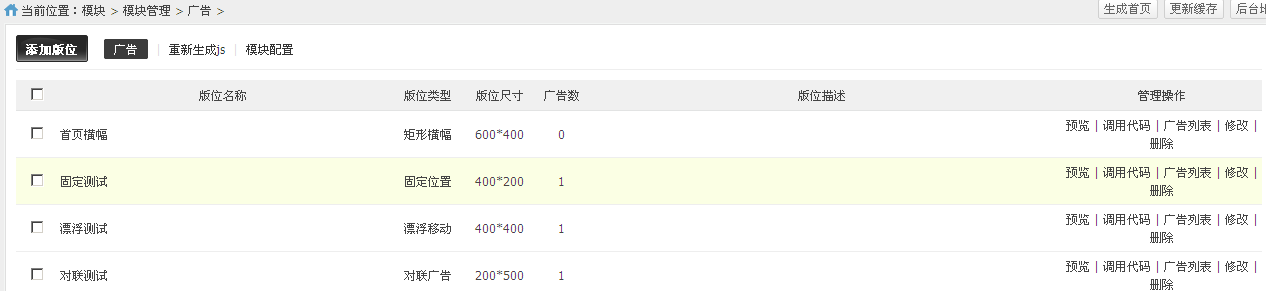 当前位置：模块 > 模块管理 > 广告 >
生成首页 更新缓存 后台地
添加版位 广告 | 重新生成js | 模块配置
版位名称 版位类型 版位尺寸 广告数 版位描述 管理操作
首页横幅 矩形横幅 600*400 0 预览 | 调用代码 | 广告列表 | 修改 |
删除
固定测试 固定位置 400*200 1 预览 | 调用代码 | 广告列表 | 修改 |
删除
漂浮测试 漂浮移动 400*400 1 预览 | 调用代码 | 广告列表 | 修改 |
删除
对联测试 对联广告 200*500 1 预览 | 调用代码 | 广告列表 | 修改 |
删除